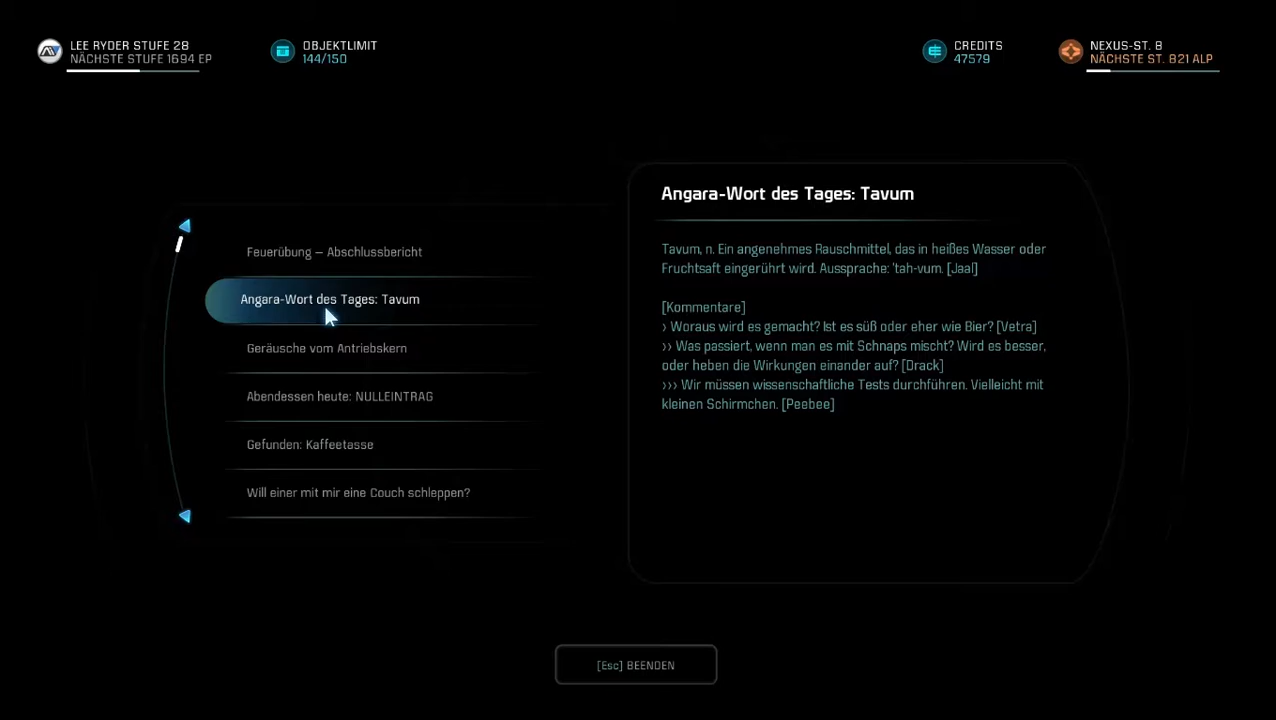 LEE RYDER STUFE 28
NÄCHSTE STUFE 1694 EP
OBJEKTLIMIT
144/150
CREDITS
47579
NEXUS-ST. 8
NÄCHSTE ST. 821 ALP
Feuerübung – Abschlussbericht
Angara-Wort des Tages: Tavum
Geräusche vom Antriebskern
Abendessen heute: NULLEINTRAG
Gefunden: Kaffeetasse
Will einer mit mir eine Couch schleppen?
Angara-Wort des Tages: Tavum
Tavum, n. Ein angenehmes Rauschmittel, das in heißes Wasser oder
Fruchtsaft eingerührt wird. Aussprache: 'tah-vum. [Jaal]
[Kommentare]
› Woraus wird es gemacht? Ist es süß oder eher wie Bier? [Vetra]
›› Was passiert, wenn man es mit Schnaps mischt? Wird es besser,
oder heben die Wirkungen einander auf? [Drack]
››› Wir müssen wissenschaftliche Tests durchführen. Vielleicht mit
kleinen Schirmchen. [Peebee]
[Esc] BEENDEN